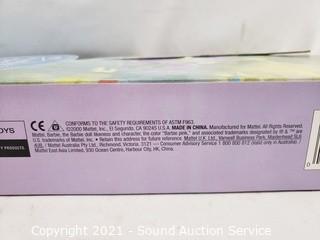 OYS
Y PRODUCTS
CE CONFORMS TO THE SAFETY REQUIREMENTS OF ASTM F963.
©2000 Mattel, Inc., El Segundo, CA 90245 U.S.A. MADE IN CHINA. Manufactured for Mattel. All Rights Reserved.
Mattel, Barbie, the Barbie doll likeness and character, the color "Barbie pink," and associated trademarks designated by ® & ™ are
U.S. trademarks of Mattel, Inc. • Retain this address for future reference: Mattel U.K. Ltd., Vanwall Business Park, Maidenhead SL6
4UB. / Mattel Australia Pty Ltd., Richmond, Victoria. 3121 — Consumer Advisory Service 1 800 800 812 (valid only in Australia). /
Mattel East Asia Limited, 930 Ocean Centre, Harbour City, HK, China.
0
Copyright 2021 - Sound Auction Service